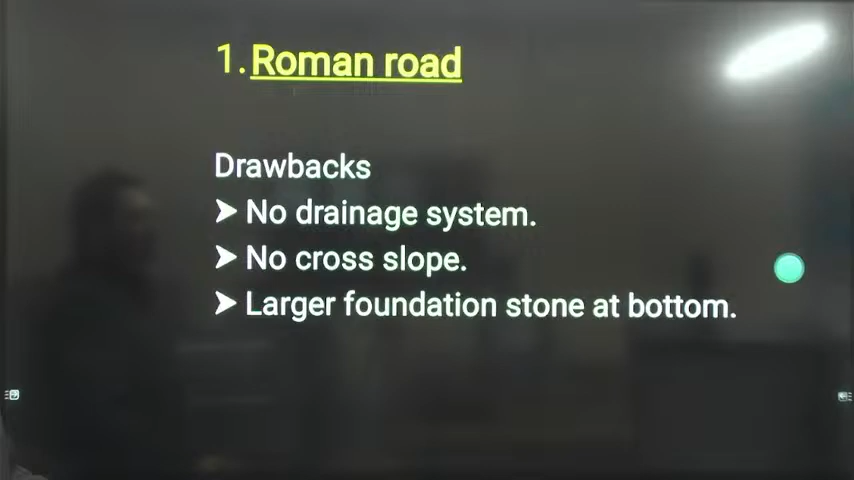 1. Roman road
Drawbacks
➤ No drainage system.
➤ No cross slope.
➤ Larger foundation stone at bottom.